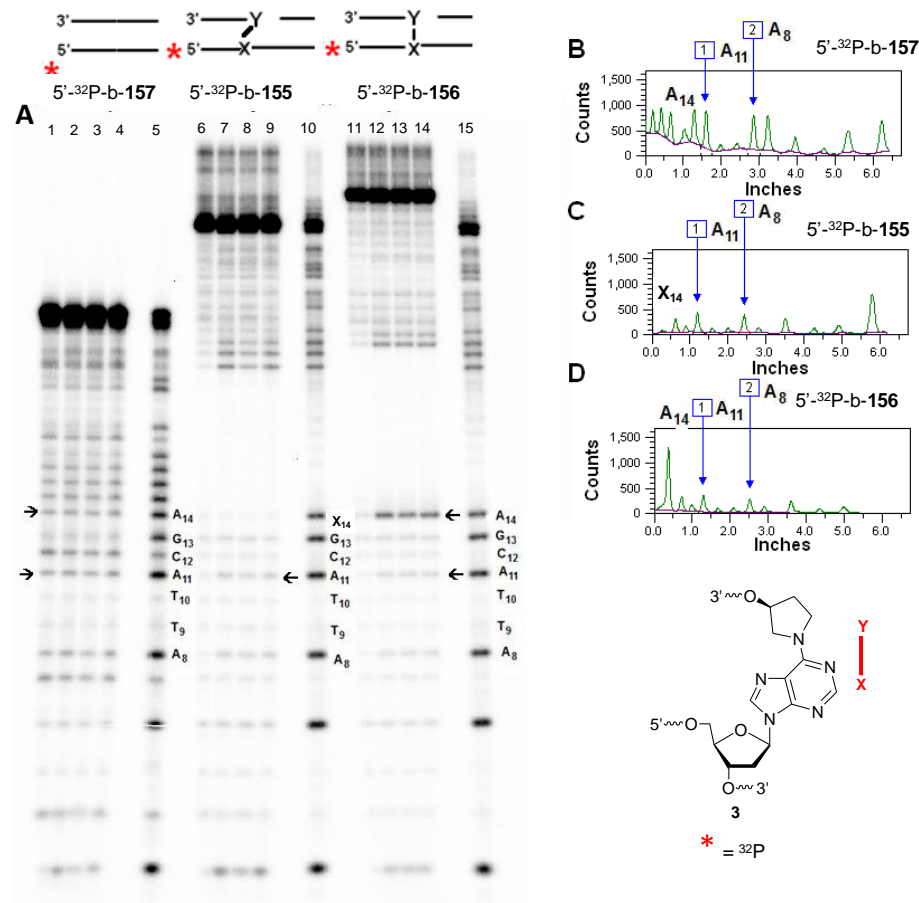 3' Y
5' X
3' Y
5' X
3'
5'
*
* *
5'-³²P-b-157 5'-³²P-b-155 5'-³²P-b-156
A
1 2 3 4 5 6 7 8 9 10 11 12 13 14 15
A14 X14 A14
G13 G13 G13
C12 C12 C12
A11 A11 A11
T10 T10 T10
T9 T9 T9
A8 A8 A8
B
1 A11 2 A8 5'-³²P-b-157
A14
Counts
1,500
1,000
500
0
0.0 1.0 2.0 3.0 4.0 5.0 6.0
Inches
C
1 A11 2 A8 5'-³²P-b-155
X14
Counts
1,500
1,000
500
0
0.0 1.0 2.0 3.0 4.0 5.0 6.0
Inches
D
A14 1 A11 2 A8 5'-³²P-b-156
Counts
1,500
1,000
500
0
0.0 1.0 2.0 3.0 4.0 5.0 6.0
Inches
3' O
N
N N
N N
5' O O
O 3'
Y
X
3
* = ³²P